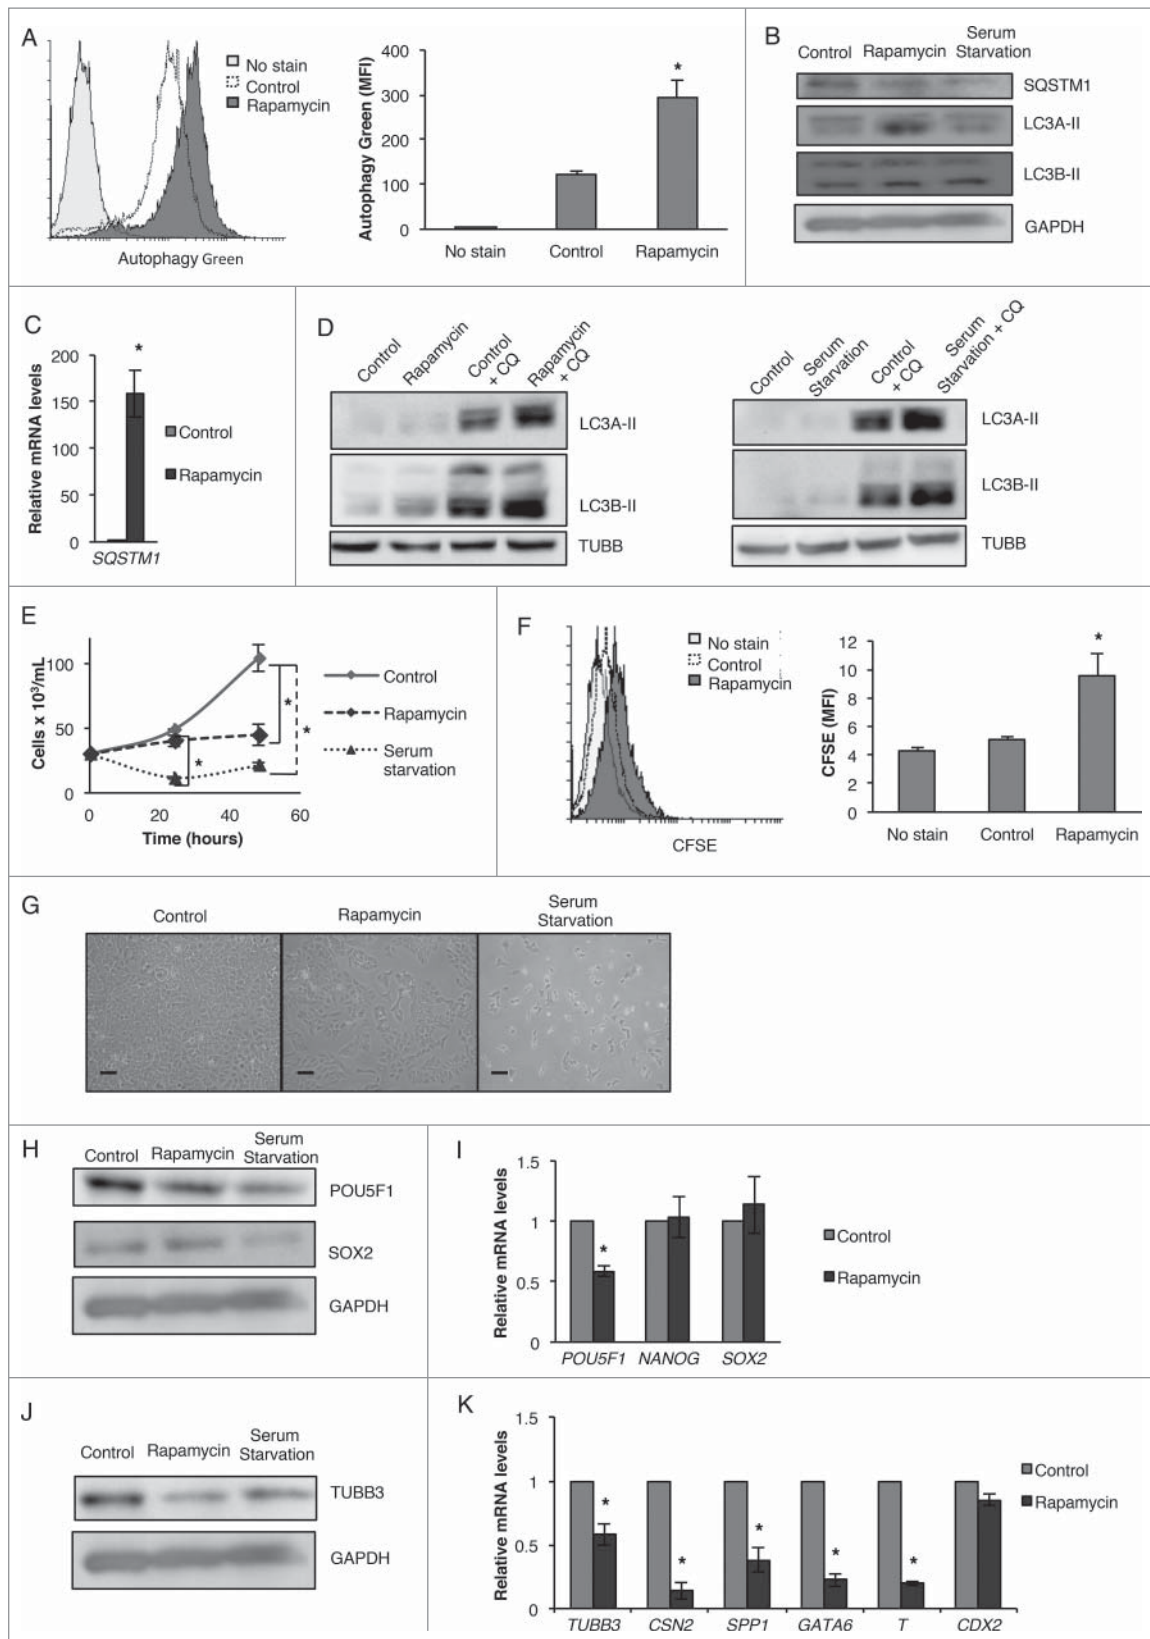 A
No stain
Control
Rapamycin
Autophagy Green
Autophagy Green (MFI)
400
300
200
100
0
No stain
Control
Rapamycin
*
B
Control
Rapamycin
Serum
Starvation
SQSTM1
LC3A-II
LC3B-II
GAPDH
C
Relative mRNA levels
200
150
100
50
0
*
Control
Rapamycin
SQSTM1
D
Control
Rapamycin
Control
+ CQ
Rapamycin
+ CQ
LC3A-II
LC3B-II
TUBB
Control
Serum
Starvation
Control
+ CQ
Serum
Starvation + CQ
LC3A-II
LC3B-II
TUBB
E
Cells x 10³/mL
100
50
0
0
20
40
60
Time (hours)
*
*
*
Control
Rapamycin
Serum
starvation
F
No stain
Control
Rapamycin
CFSE
CFSE (MFI)
12
10
8
6
4
2
0
*
No stain
Control
Rapamycin
G
Control
Rapamycin
Serum
Starvation
H
Control
Rapamycin
Serum
Starvation
POU5F1
SOX2
GAPDH
I
Relative mRNA levels
1.5
1
0.5
0
*
POU5F1
NANOG
SOX2
Control
Rapamycin
J
Control
Rapamycin
Serum
Starvation
TUBB3
GAPDH
K
Relative mRNA levels
1.5
1
0.5
0
*
*
*
*
*
TUBB3
CSN2
SPP1
GATA6
T
CDX2
Control
Rapamycin